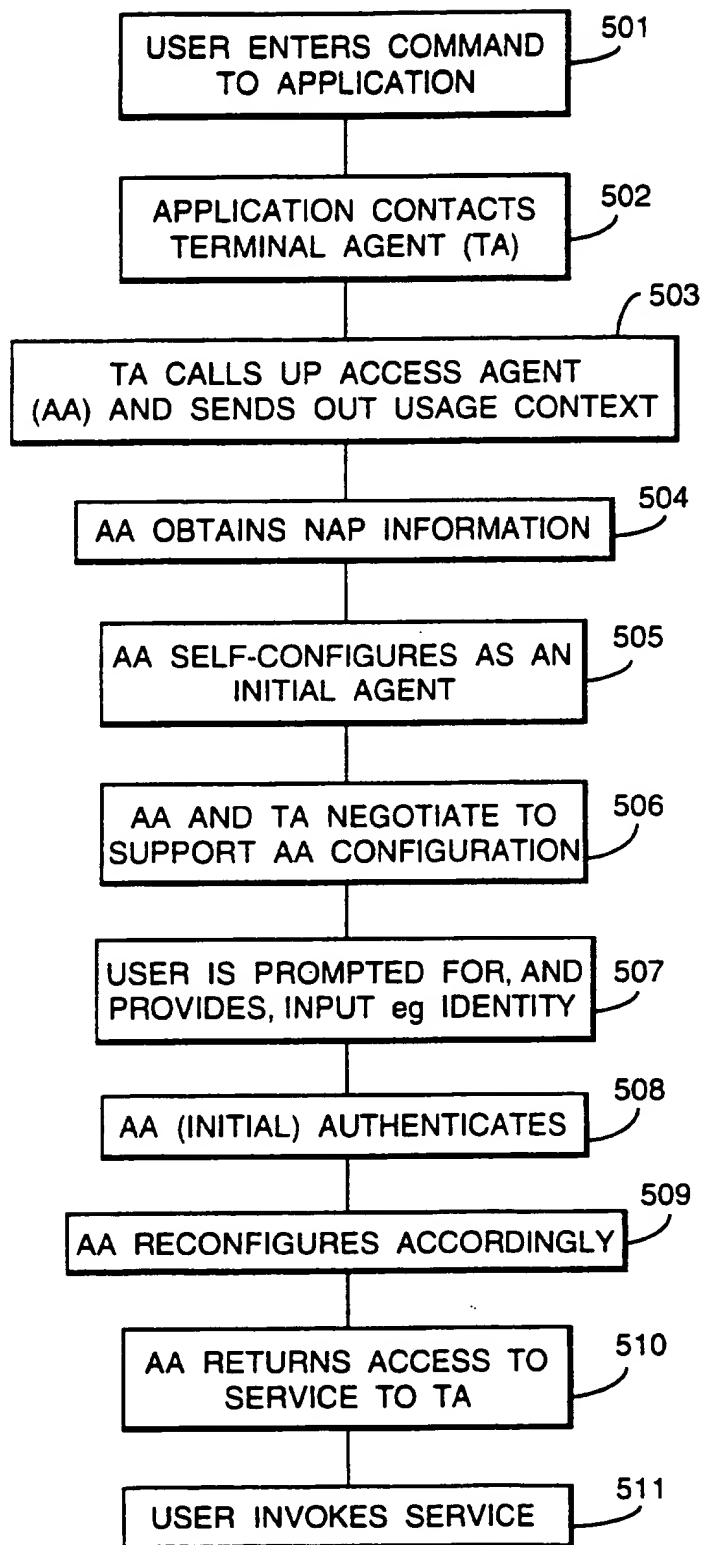 USER ENTERS COMMAND
TO APPLICATION
501
APPLICATION CONTACTS
TERMINAL AGENT (TA)
502
503
TA CALLS UP ACCESS AGENT
(AA) AND SENDS OUT USAGE CONTEXT
504
AA OBTAINS NAP INFORMATION
505
AA SELF-CONFIGURES AS AN
INITIAL AGENT
506
AA AND TA NEGOTIATE TO
SUPPORT AA CONFIGURATION
507
USER IS PROMPTED FOR, AND
PROVIDES, INPUT eg IDENTITY
508
AA (INITIAL) AUTHENTICATES
509
AA RECONFIGURES ACCORDINGLY
510
AA RETURNS ACCESS TO
SERVICE TO TA
511
USER INVOKES SERVICE